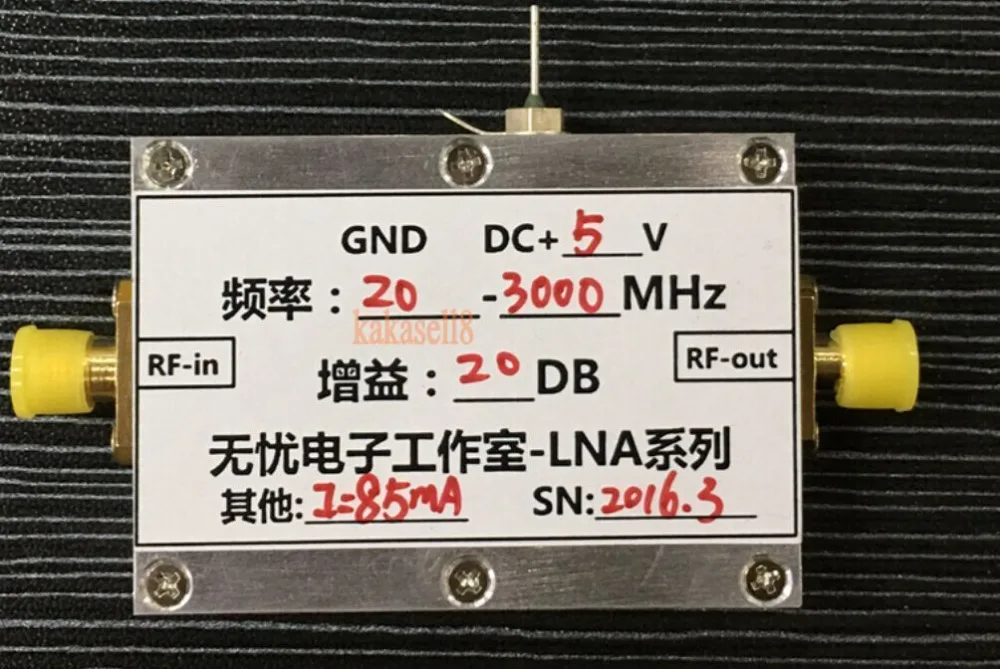 GND DC+5V
频率：20-3000MHz
kakasell8
RF-in
增益：20DB
RF-out
无忧电子工作室-LNA系列
其他:I=85mA SN:2016.3